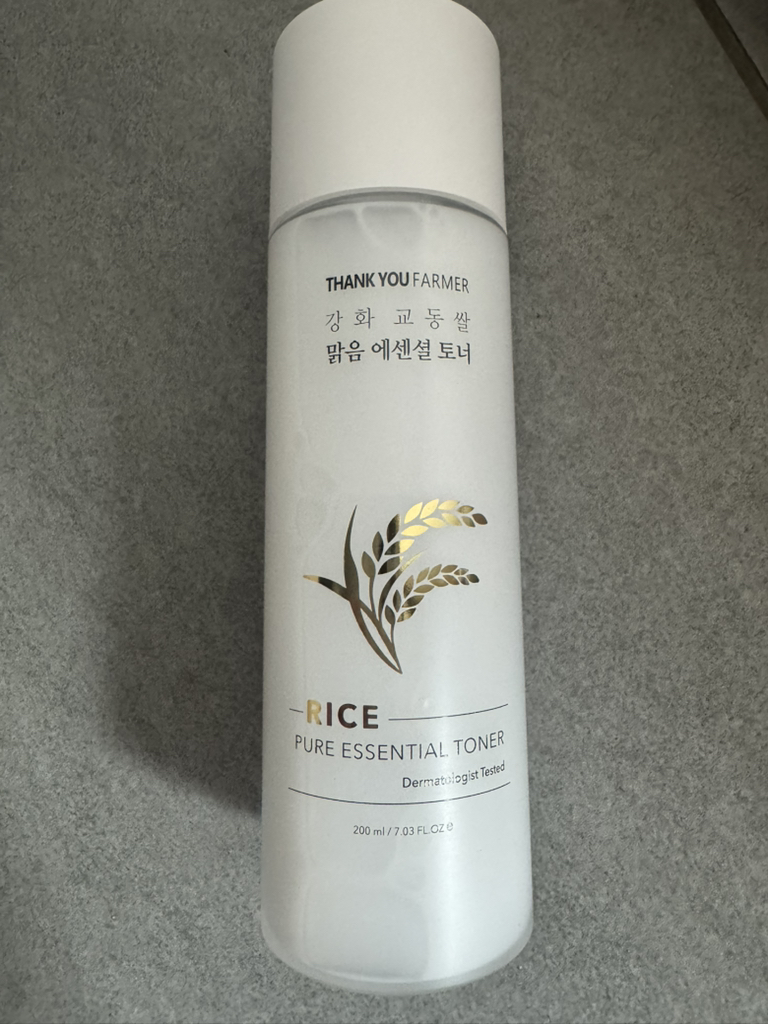 THANK YOU FARMER
강화 교동쌀
맑음 에센셜 토너
RICE
PURE ESSENTIAL TONER
Dermatologist Tested
200 ml / 7.03 FL.OZ ℮